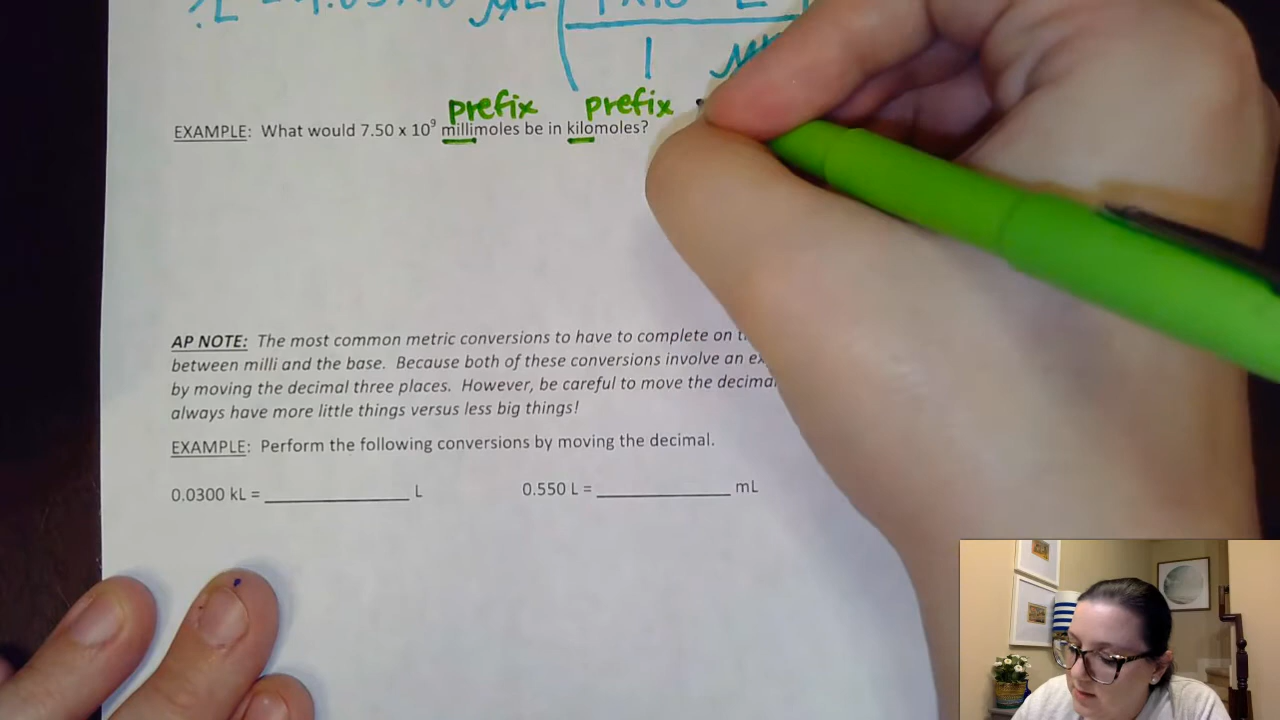 ? L
1
prefix prefix
EXAMPLE: What would 7.50 x 10⁹ millimoles be in kilomoles?
AP NOTE: The most common metric conversions to have to complete on
between milli and the base. Because both of these conversions involve an
by moving the decimal three places. However, be careful to move the decimal
always have more little things versus less big things!
EXAMPLE: Perform the following conversions by moving the decimal.
0.0300 kL = ______________ L 0.550 L = _____________ mL